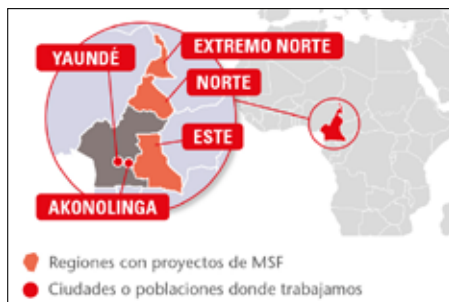 EXTREMO NORTE
YAUNDÉ
NORTE
ESTE
AKONOLINGA
Regiones con proyectos de MSF
Ciudades o poblaciones donde trabajamos